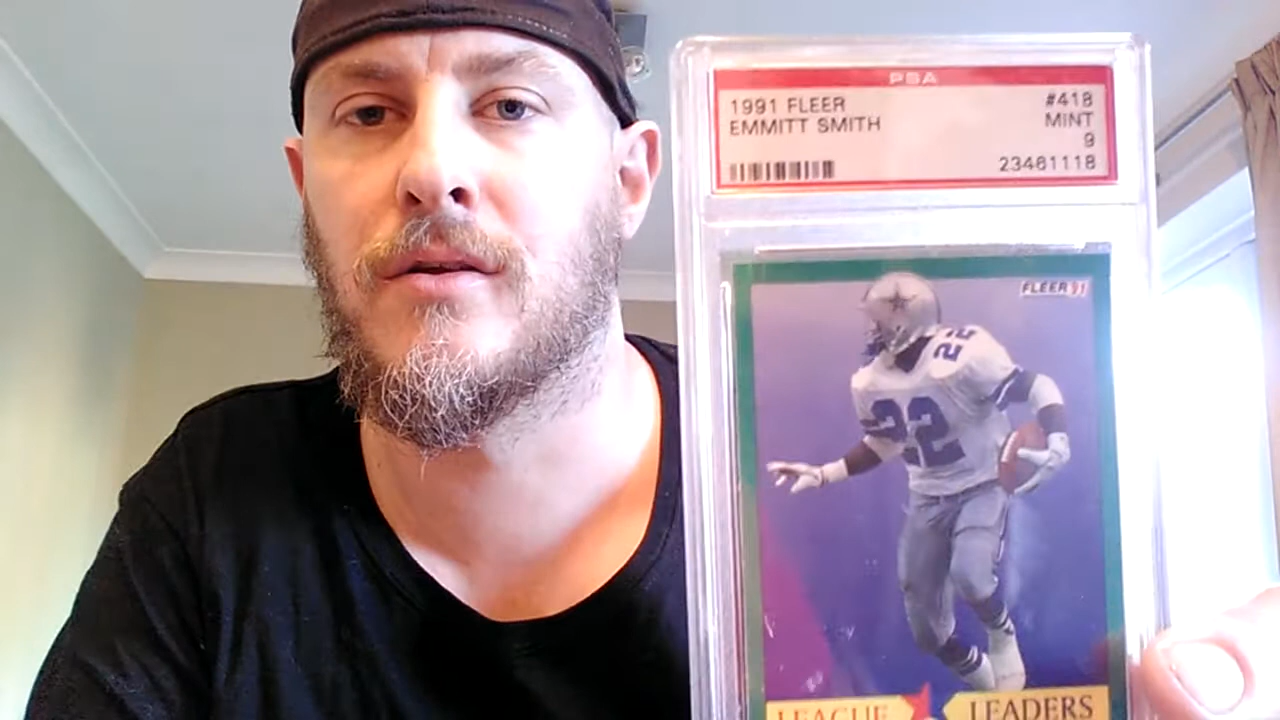 PSA
1991 FLEER #418
EMMITT SMITH MINT
9
23461118
FLEER 91
22
22
LEAGUE LEADERS